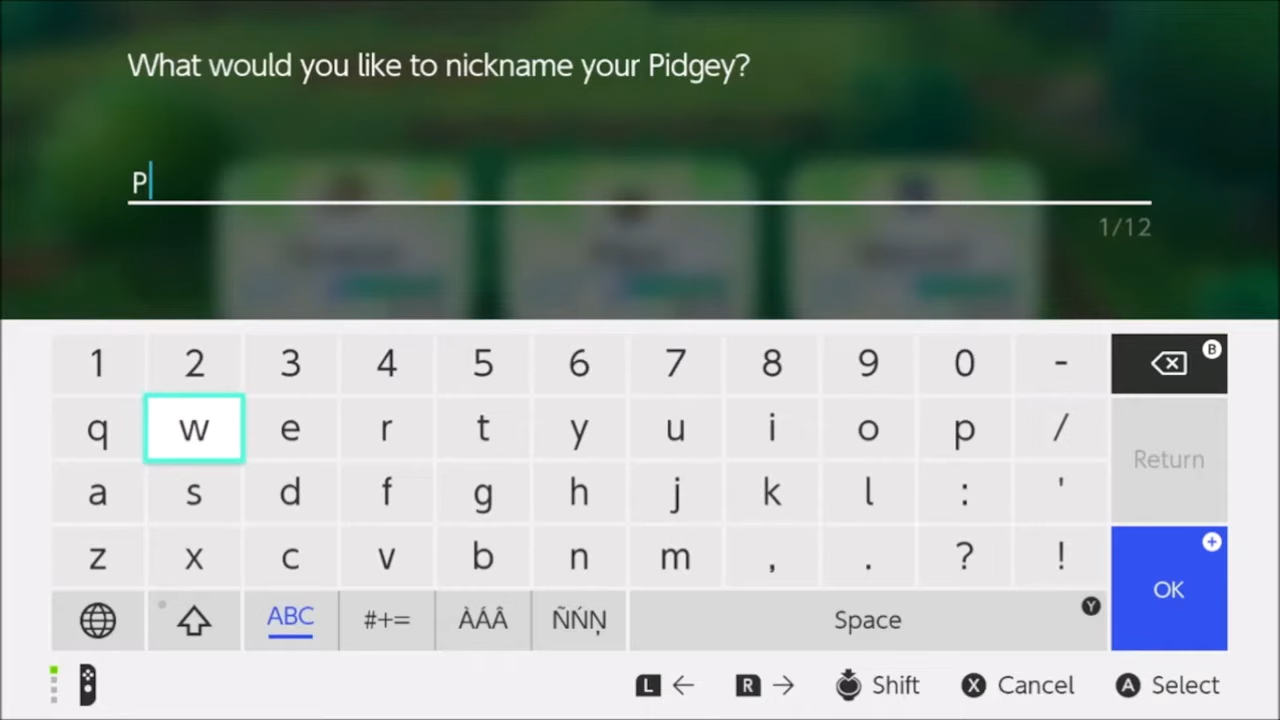 What would you like to nickname your Pidgey?
P
1/12
1 2 3 4 5 6 7 8 9 0 - B
q w e r t y u i o p / Return
a s d f g h j k l : '
z x c v b n m , . ? ! + OK
ABC #+= ÀÁÂ ÑŃŅ Space Y
L ← R → Shift X Cancel A Select